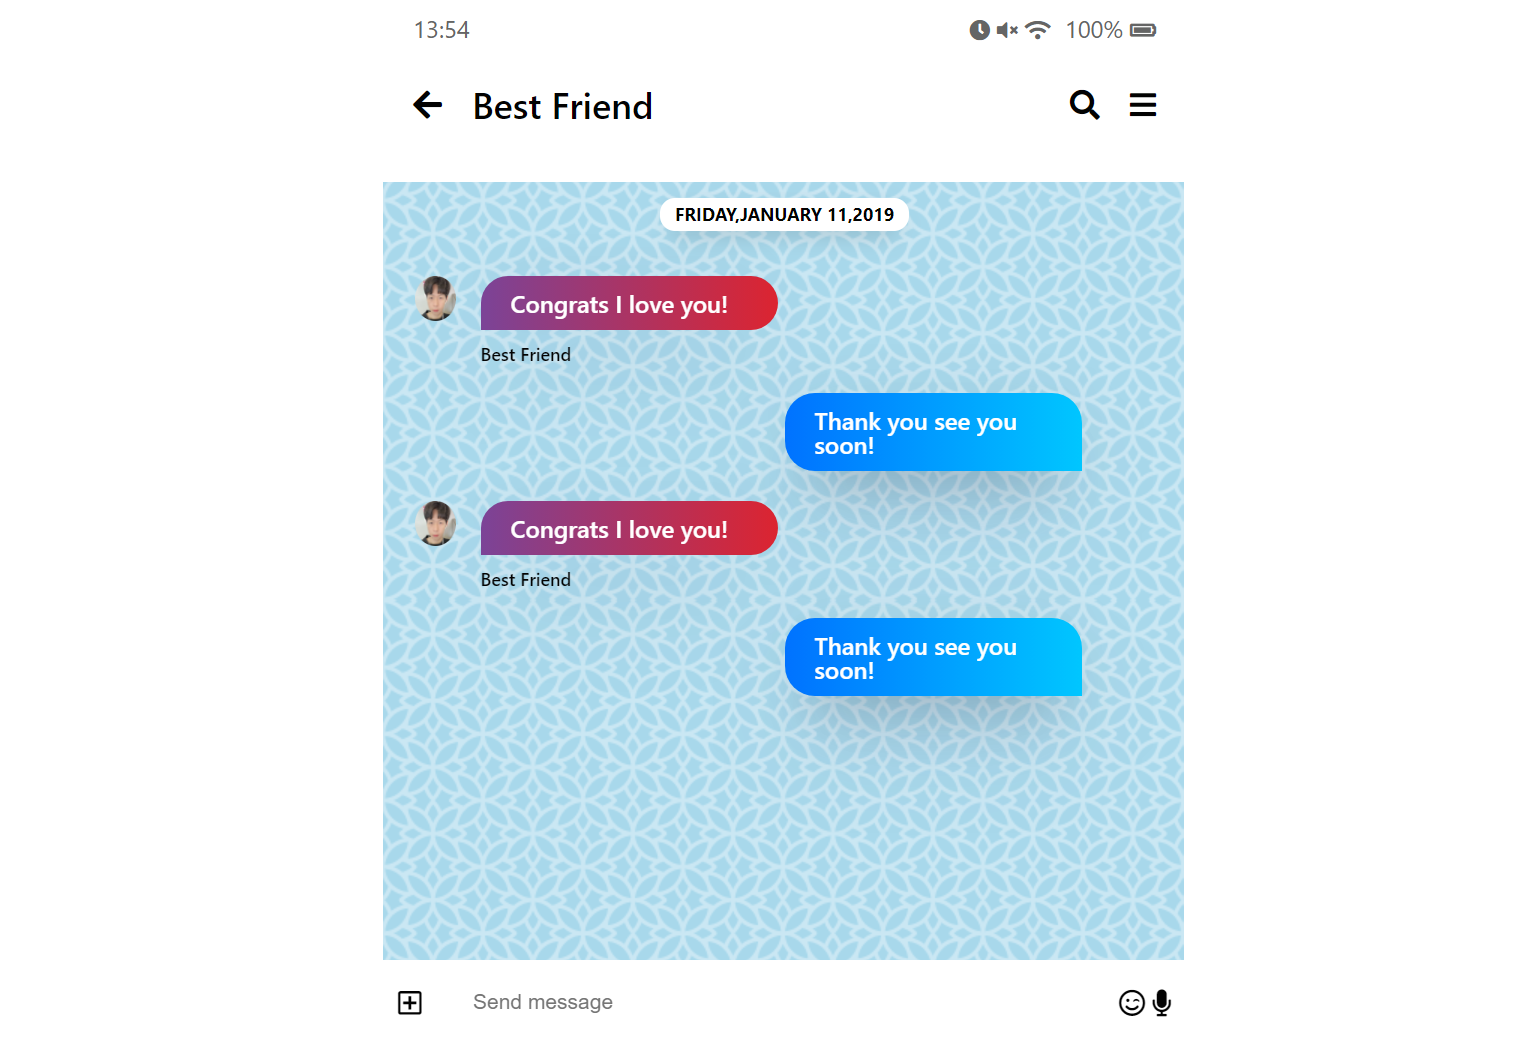 13:54 100%
Best Friend
FRIDAY,JANUARY 11,2019
Congrats I love you!
Best Friend
Thank you see you
soon!
Congrats I love you!
Best Friend
Thank you see you
soon!
Send message